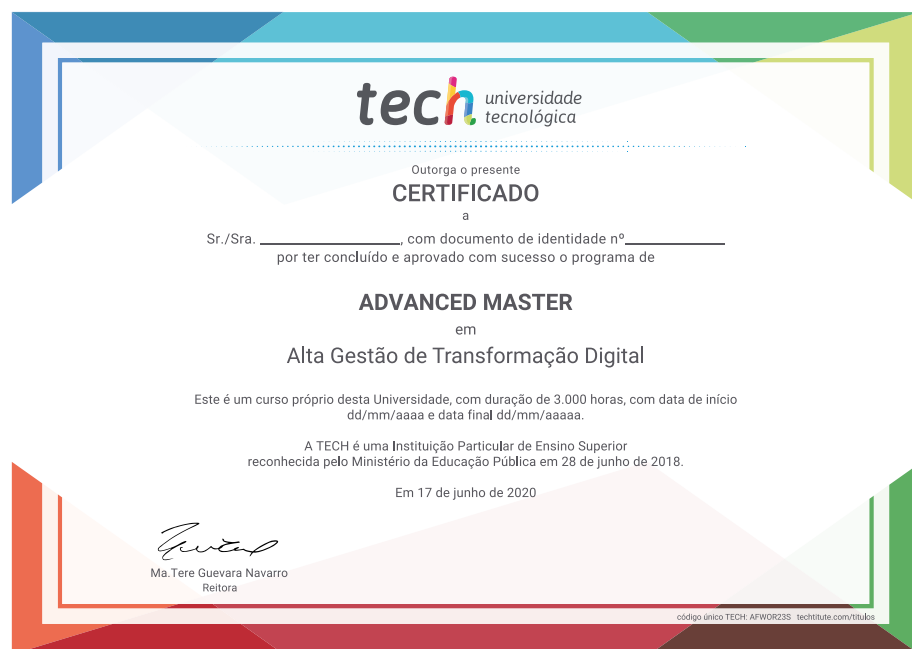 tech universidade
tecnológica
Outorga o presente
CERTIFICADO
a
Sr./Sra. ____________________, com documento de identidade nº______________
por ter concluído e aprovado com sucesso o programa de
ADVANCED MASTER
em
Alta Gestão de Transformação Digital
Este é um curso próprio desta Universidade, com duração de 3.000 horas, com data de início
dd/mm/aaaa e data final dd/mm/aaaaa.
A TECH é uma Instituição Particular de Ensino Superior
reconhecida pelo Ministério da Educação Pública em 28 de junho de 2018.
Em 17 de junho de 2020
Ma.Tere Guevara Navarro
Reitora
código único TECH: AFWOR23S techtitute.com/titulos